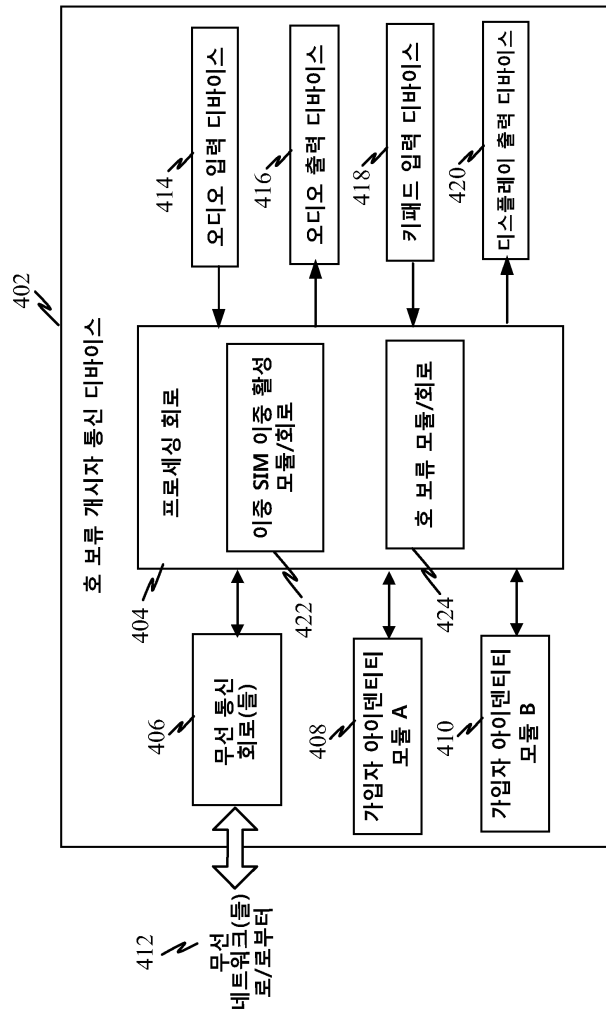 402
호 보류 개시자 통신 디바이스
412
무선
네트워크(들)
로/로부터
406
무선 통신
회로(들)
408
가입자 아이덴티티
모듈 A
410
가입자 아이덴티티
모듈 B
404
프로세싱 회로
422
이중 SIM 이중 활성
모듈/회로
424
호 보류 모듈/회로
414
오디오 입력 디바이스
416
오디오 출력 디바이스
418
키패드 입력 디바이스
420
디스플레이 출력 디바이스